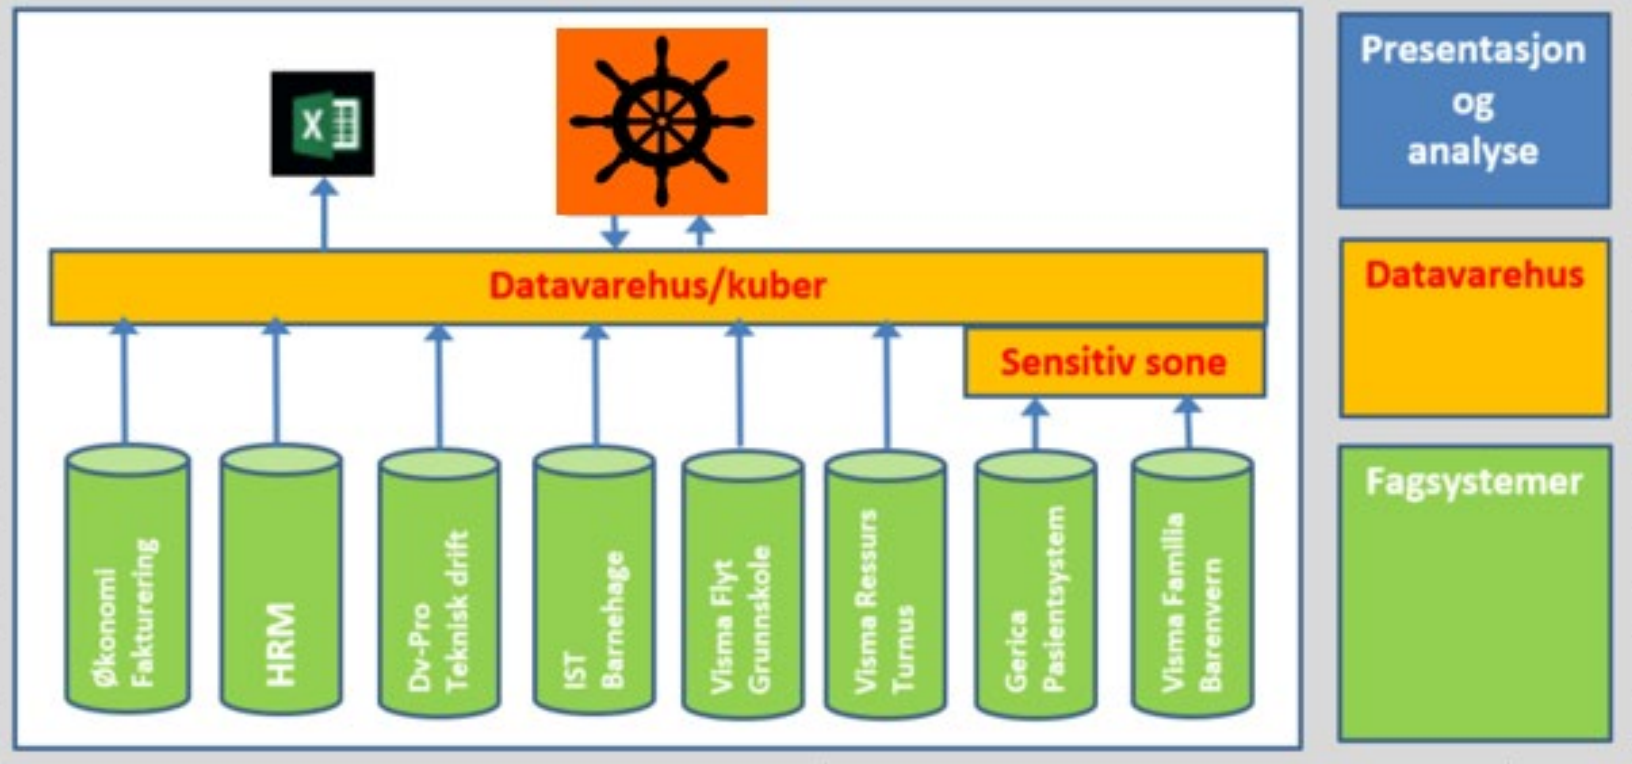 Presentasjon
og
analyse
X
Datavarehus/kuber
Datavarehus
Sensitiv sone
Fagsystemer
Økonomi
Fakturering
HRM
Dv-Pro
Teknisk drift
IST
Barnehage
Visma Flyt
Grunnskole
Visma Ressurs
Turnus
Gerica
Pasientsystem
Visma Familia
Barenvern